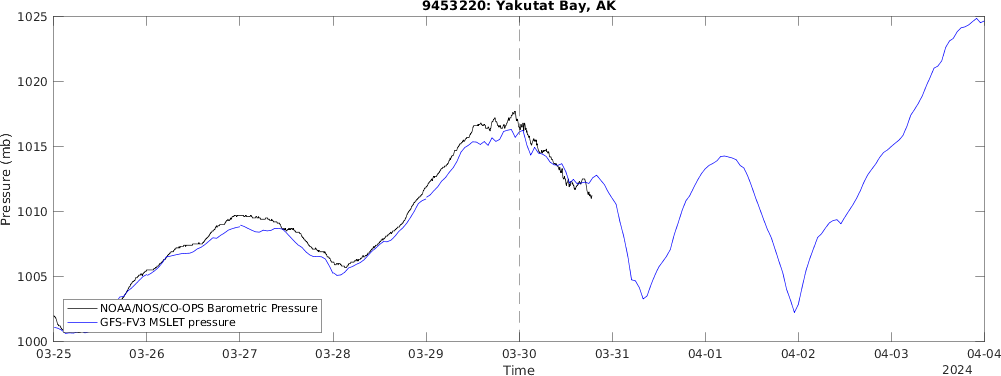 9453220: Yakutat Bay, AK
1025
1020
1015
1010
1005
1000
Pressure (mb)
NOAA/NOS/CO-OPS Barometric Pressure
GFS-FV3 MSLET pressure
03-25 03-26 03-27 03-28 03-29 03-30 03-31 04-01 04-02 04-03 04-04
Time
2024